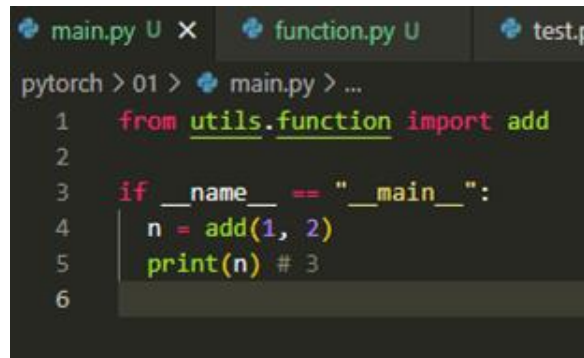 main.py U X function.py U test.p
pytorch > 01 > main.py > ...
1 from utils.function import add
2
3 if __name__ == "__main__":
4 n = add(1, 2)
5 print(n) # 3
6